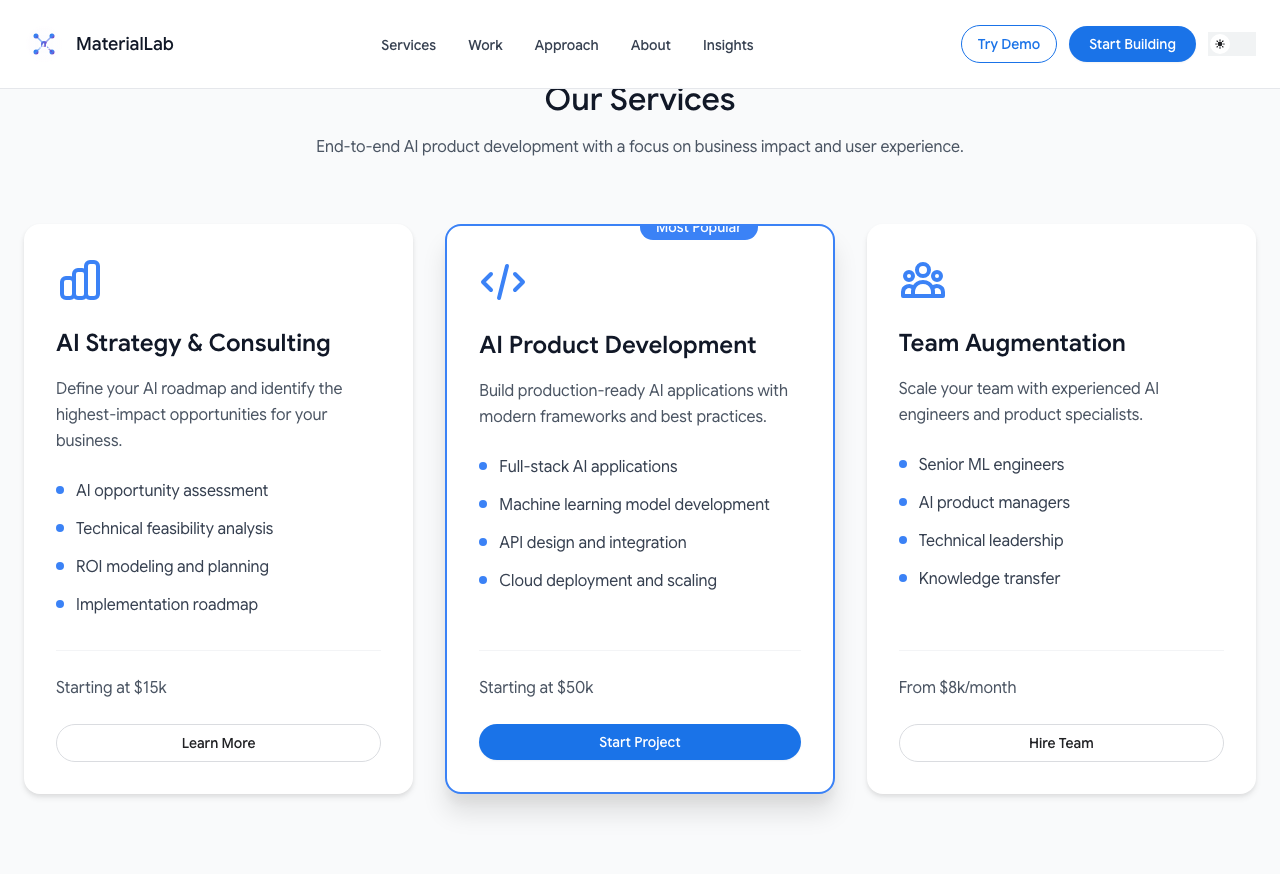 MaterialLab
Services
Work
Approach
About
Insights
Try Demo
Start Building
Our Services
End-to-end AI product development with a focus on business impact and user experience.
AI Strategy & Consulting
Define your AI roadmap and identify the
highest-impact opportunities for your
business.
AI opportunity assessment
Technical feasibility analysis
ROI modeling and planning
Implementation roadmap
Starting at $15k
Learn More
Most Popular
AI Product Development
Build production-ready AI applications with
modern frameworks and best practices.
Full-stack AI applications
Machine learning model development
API design and integration
Cloud deployment and scaling
Starting at $50k
Start Project
Team Augmentation
Scale your team with experienced AI
engineers and product specialists.
Senior ML engineers
AI product managers
Technical leadership
Knowledge transfer
From $8k/month
Hire Team